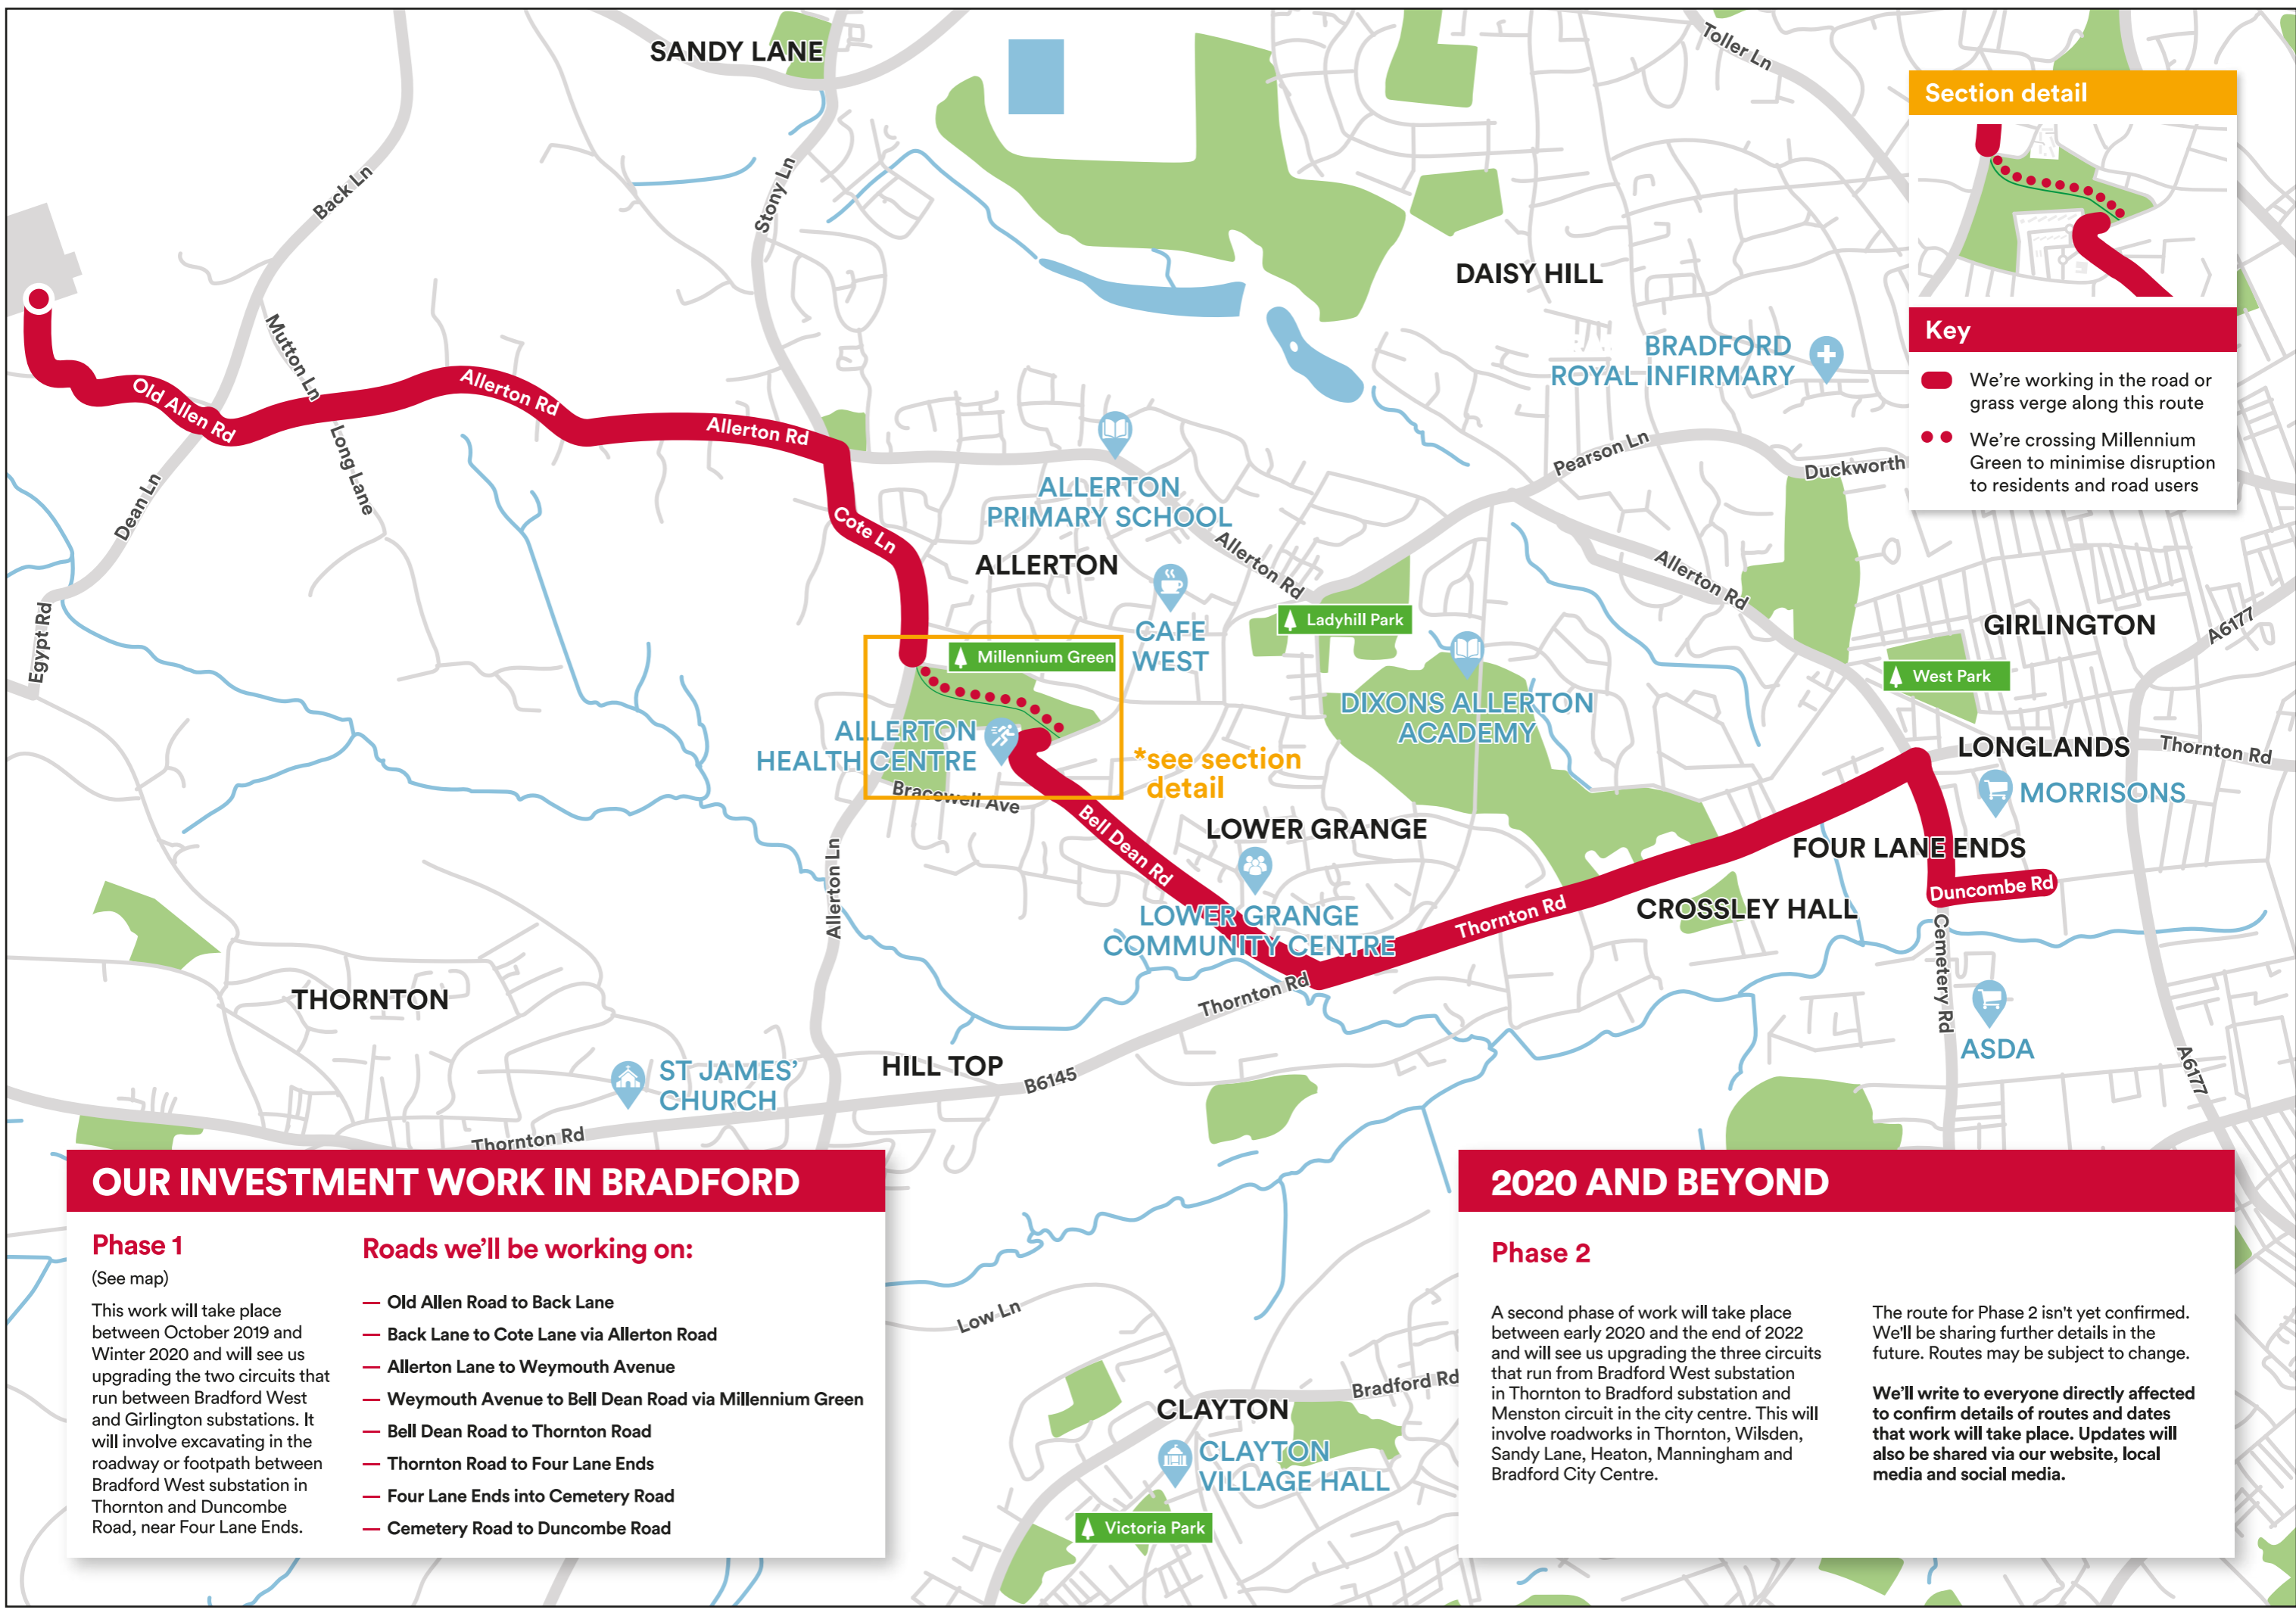 SANDY LANE
Toller Ln
Section detail
Back Ln
Stony Ln
DAISY HILL
Mutton Ln
BRADFORD
ROYAL INFIRMARY
Key
We're working in the road or
grass verge along this route
We're crossing Millennium
Green to minimise disruption
to residents and road users
Old Allen Rd
Allerton Rd
Allerton Rd
Long Lane
Pearson Ln
Duckworth
Dean Ln
ALLERTON
PRIMARY SCHOOL
Cote Ln
Allerton Rd
ALLERTON
Allerton Rd
CAFE
WEST
Ladyhill Park
GIRLINGTON
A6177
Egypt Rd
Millennium Green
West Park
DIXONS ALLERTON
ACADEMY
ALLERTON
HEALTH CENTRE
*see section
detail
LONGLANDS
Thornton Rd
MORRISONS
Bracewell Ave
Bell Dean Rd
LOWER GRANGE
FOUR LANE ENDS
Allerton Ln
Duncombe Rd
LOWER GRANGE
COMMUNITY CENTRE
Thornton Rd
CROSSLEY HALL
Cemetery Rd
THORNTON
Thornton Rd
ASDA
HILL TOP
B6145
A6177
ST JAMES'
CHURCH
Thornton Rd
OUR INVESTMENT WORK IN BRADFORD
Phase 1
(See map)
This work will take place
between October 2019 and
Winter 2020 and will see us
upgrading the two circuits that
run between Bradford West
and Girlington substations. It
will involve excavating in the
roadway or footpath between
Bradford West substation in
Thornton and Duncombe
Road, near Four Lane Ends.
Roads we'll be working on:
— Old Allen Road to Back Lane
— Back Lane to Cote Lane via Allerton Road
— Allerton Lane to Weymouth Avenue
— Weymouth Avenue to Bell Dean Road via Millennium Green
— Bell Dean Road to Thornton Road
— Thornton Road to Four Lane Ends
— Four Lane Ends into Cemetery Road
— Cemetery Road to Duncombe Road
Low Ln
Bradford Rd
CLAYTON
CLAYTON
VILLAGE HALL
Victoria Park
2020 AND BEYOND
Phase 2
A second phase of work will take place
between early 2020 and the end of 2022
and will see us upgrading the three circuits
that run from Bradford West substation
in Thornton to Bradford substation and
Menston circuit in the city centre. This will
involve roadworks in Thornton, Wilsden,
Sandy Lane, Heaton, Manningham and
Bradford City Centre.
The route for Phase 2 isn't yet confirmed.
We'll be sharing further details in the
future. Routes may be subject to change.
We'll write to everyone directly affected
to confirm details of routes and dates
that work will take place. Updates will
also be shared via our website, local
media and social media.